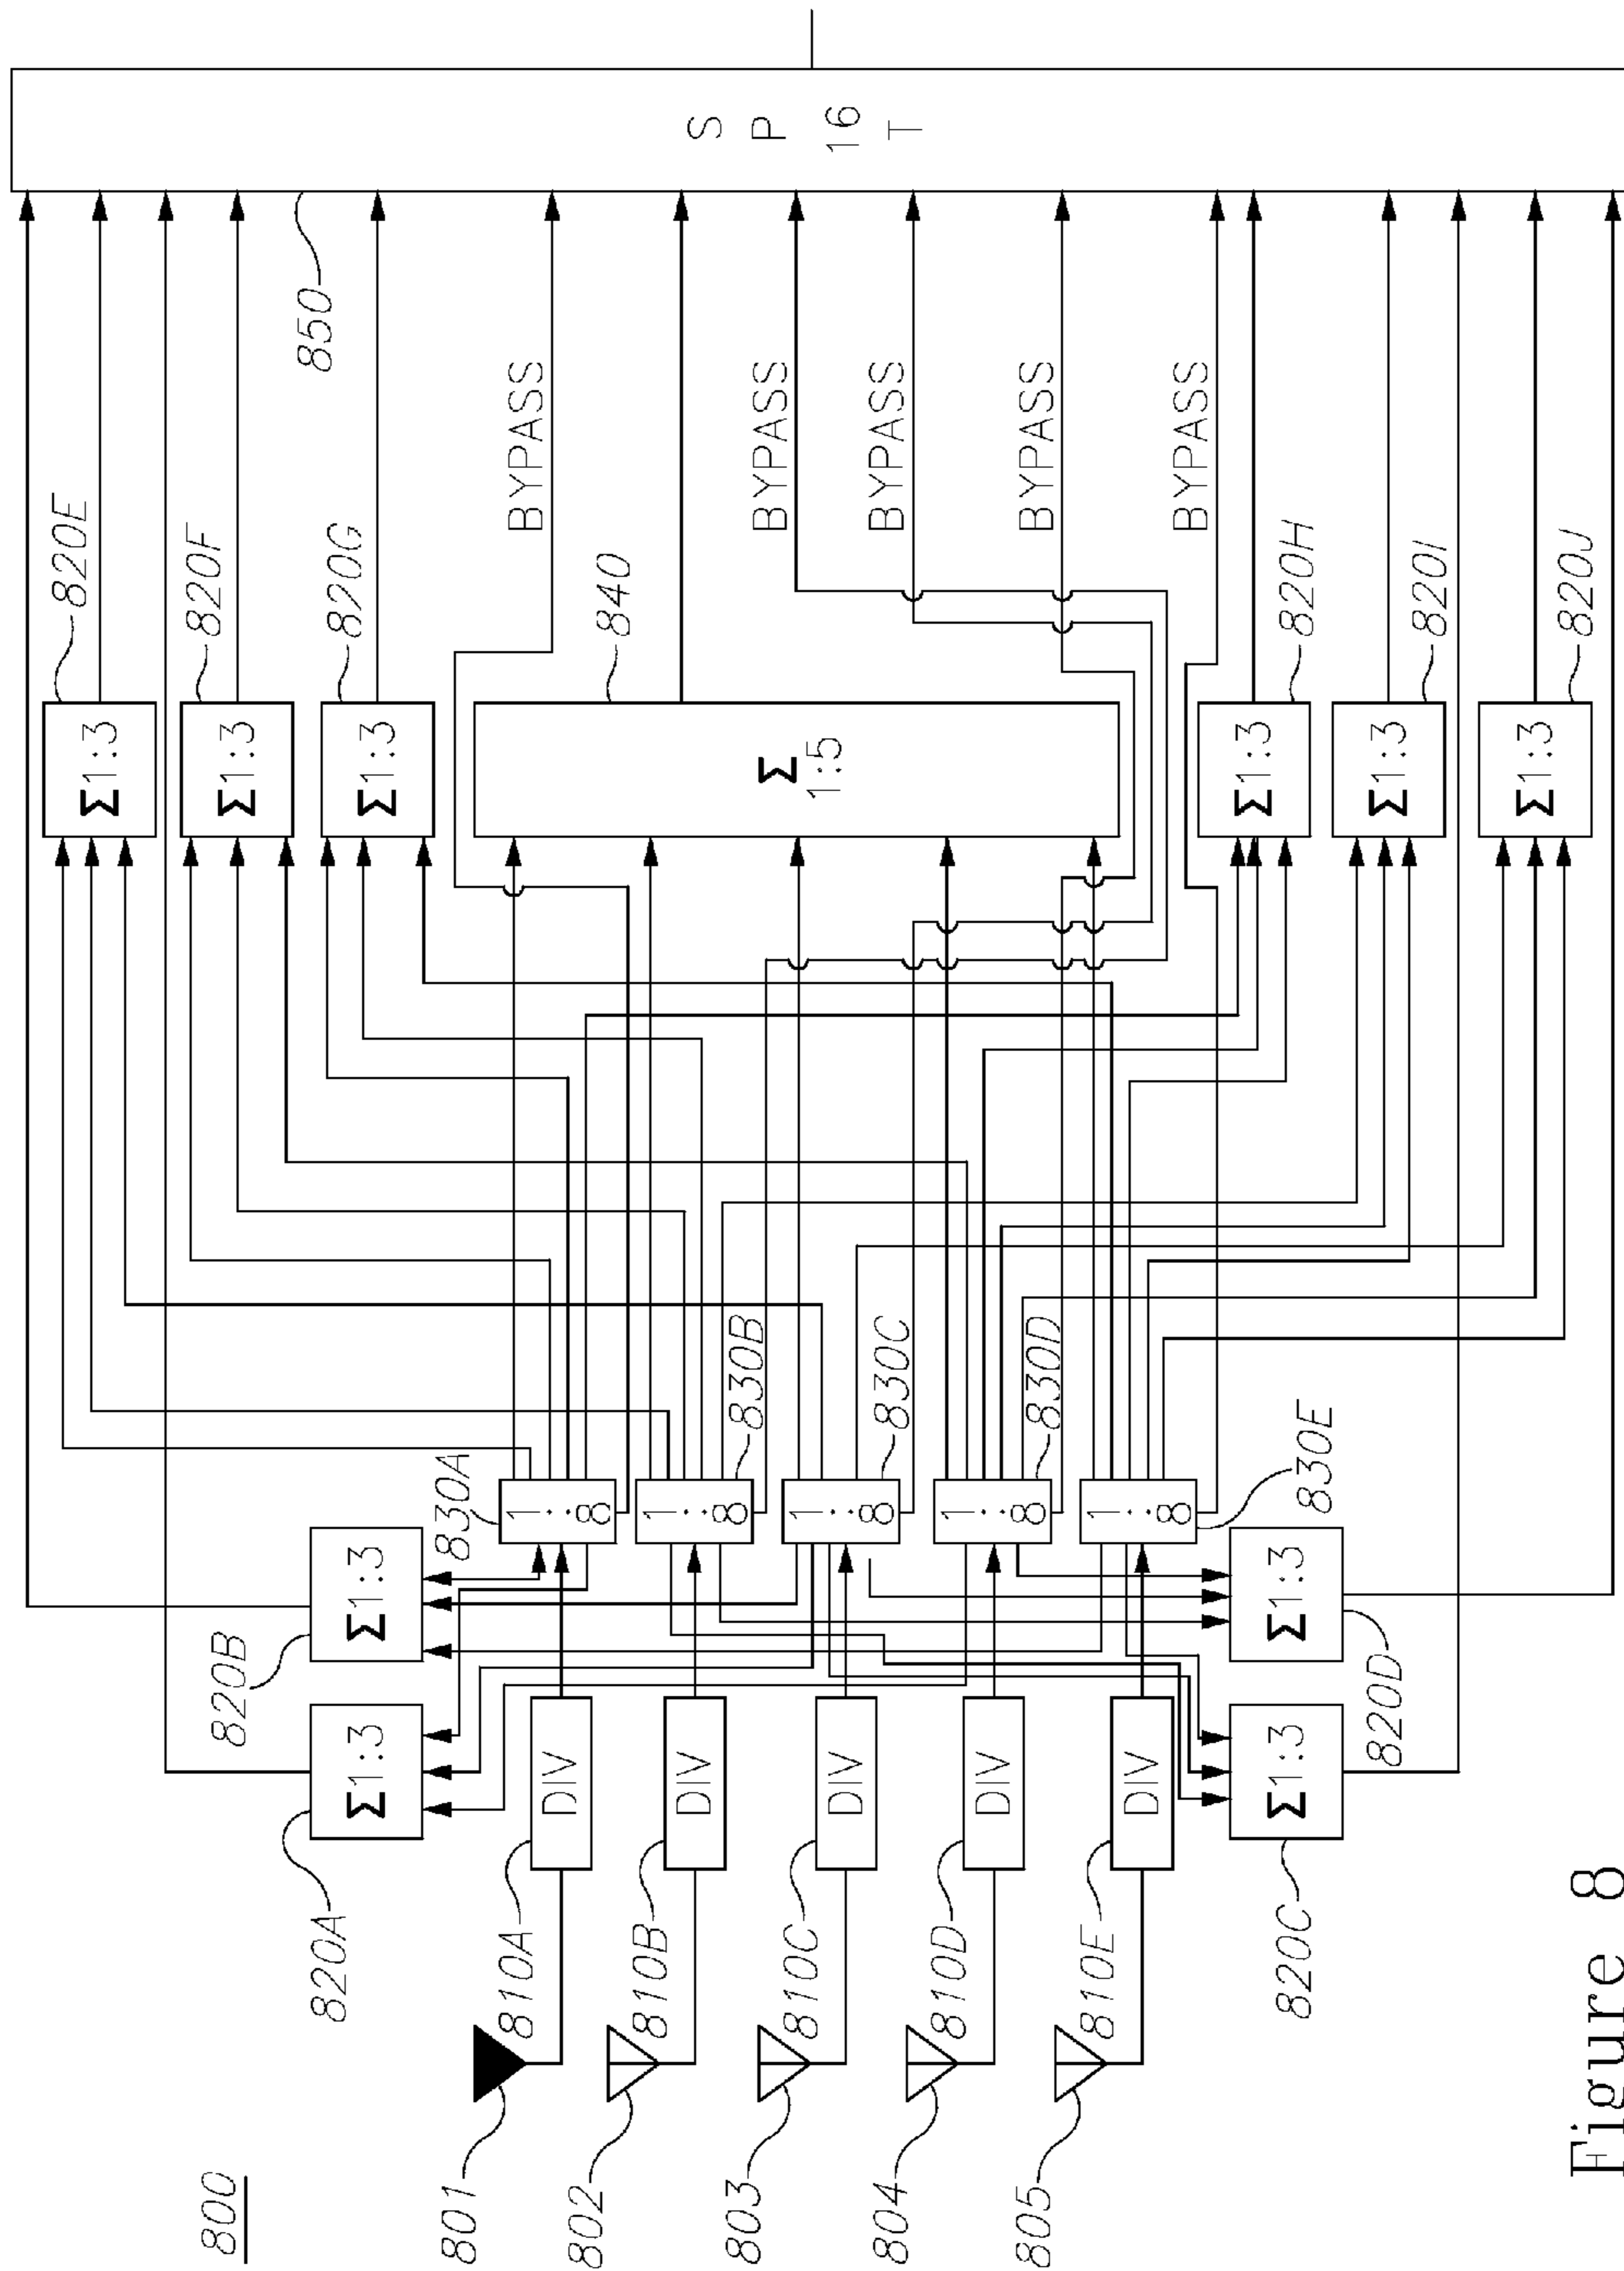 800
801
802
803
804
805
810A
810B
810C
810D
810E
DIV
DIV
DIV
DIV
DIV
820A
Σ1:3
820B
Σ1:3
820C
Σ1:3
820D
Σ1:3
830A
1:8
830B
1:8
830C
1:8
830D
1:8
830E
1:8
820E
Σ1:3
820F
Σ1:3
820G
Σ1:3
840
Σ
1:5
820H
Σ1:3
820I
Σ1:3
820J
Σ1:3
BYPASS
BYPASS
BYPASS
BYPASS
BYPASS
850
S
P
16
T
Figure 8